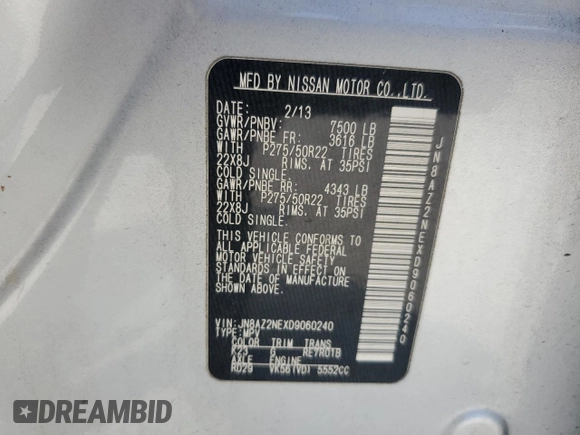 MFD BY NISSAN MOTOR CO.,LTD.
DATE: 2/13
GVWR/PNBV: 7500 LB
GAWR/PNBE FR: 3616 LB
WITH P275/50R22 TIRES
22X8J RIMS, AT 35PSI
COLD SINGLE.
GAWR/PNBE RR: 4343 LB
WITH P275/50R22 TIRES
22X8J RIMS, AT 35PSI
COLD SINGLE.
THIS VEHICLE CONFORMS TO
ALL APPLICABLE FEDERAL
MOTOR VEHICLE SAFETY
STANDARDS IN EFFECT ON
THE DATE OF MANUFACTURE
SHOWN ABOVE.
VIN:JN8AZ2NEXD9060240
TYPE:MPV
COLOR TRIM TRANS
K23 G RE7R01B
AXLE ENGINE
RD29 VK56(VD) 5552CC
JN8AZ2NEXD9060240
DREAMBID